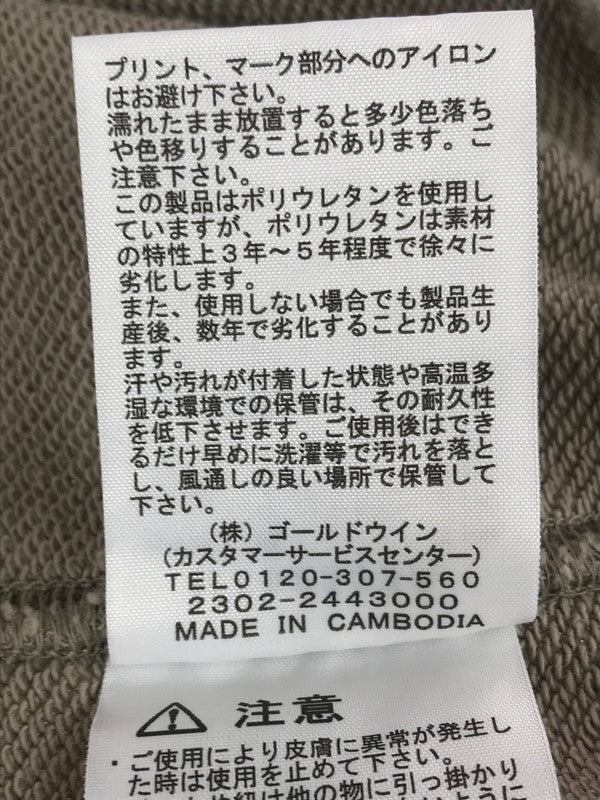 プリント、マーク部分へのアイロン
はお避け下さい。
濡れたまま放置すると多少色落ち
や色移りすることがあります。ご
注意下さい。
この製品はポリウレタンを使用し
ていますが、ポリウレタンは素材
の特性上3年～5年程度で徐々に
劣化します。
また、使用しない場合でも製品生
産後、数年で劣化することがあり
ます。
汗や汚れが付着した状態や高温多
湿な環境での保管は、その耐久性
を低下させます。ご使用後はでき
るだけ早めに洗濯等で汚れを落と
し、風通しの良い場所で保管して
下さい。
(株)ゴールドウイン
(カスタマーサービスセンター)
TEL0120-307-560
2302-2443000
MADE IN CAMBODIA
注意
・ご使用により皮膚に異常が発生し
た時は使用を止めて下さい。
紐は他の物に引っ掛かり